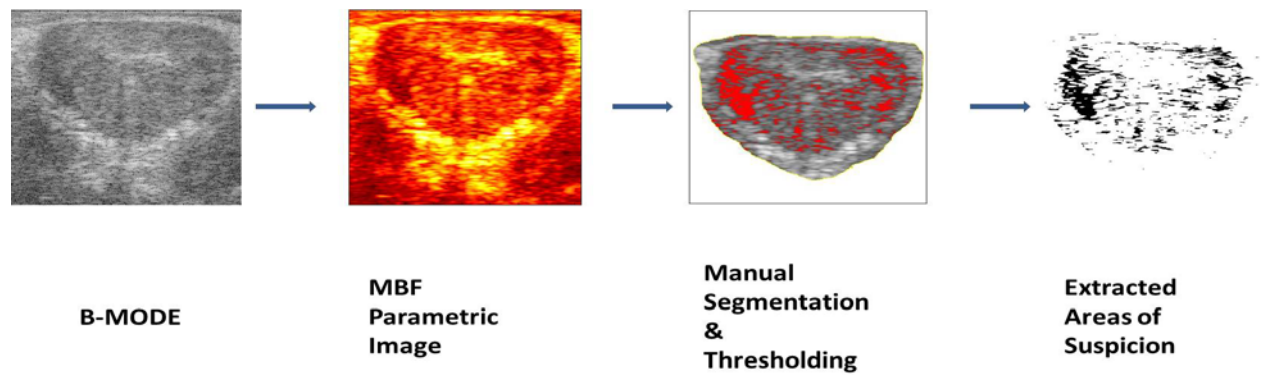 B-MODE
MBF
Parametric
Image
Manual
Segmentation
&
Thresholding
Extracted
Areas of
Suspicion